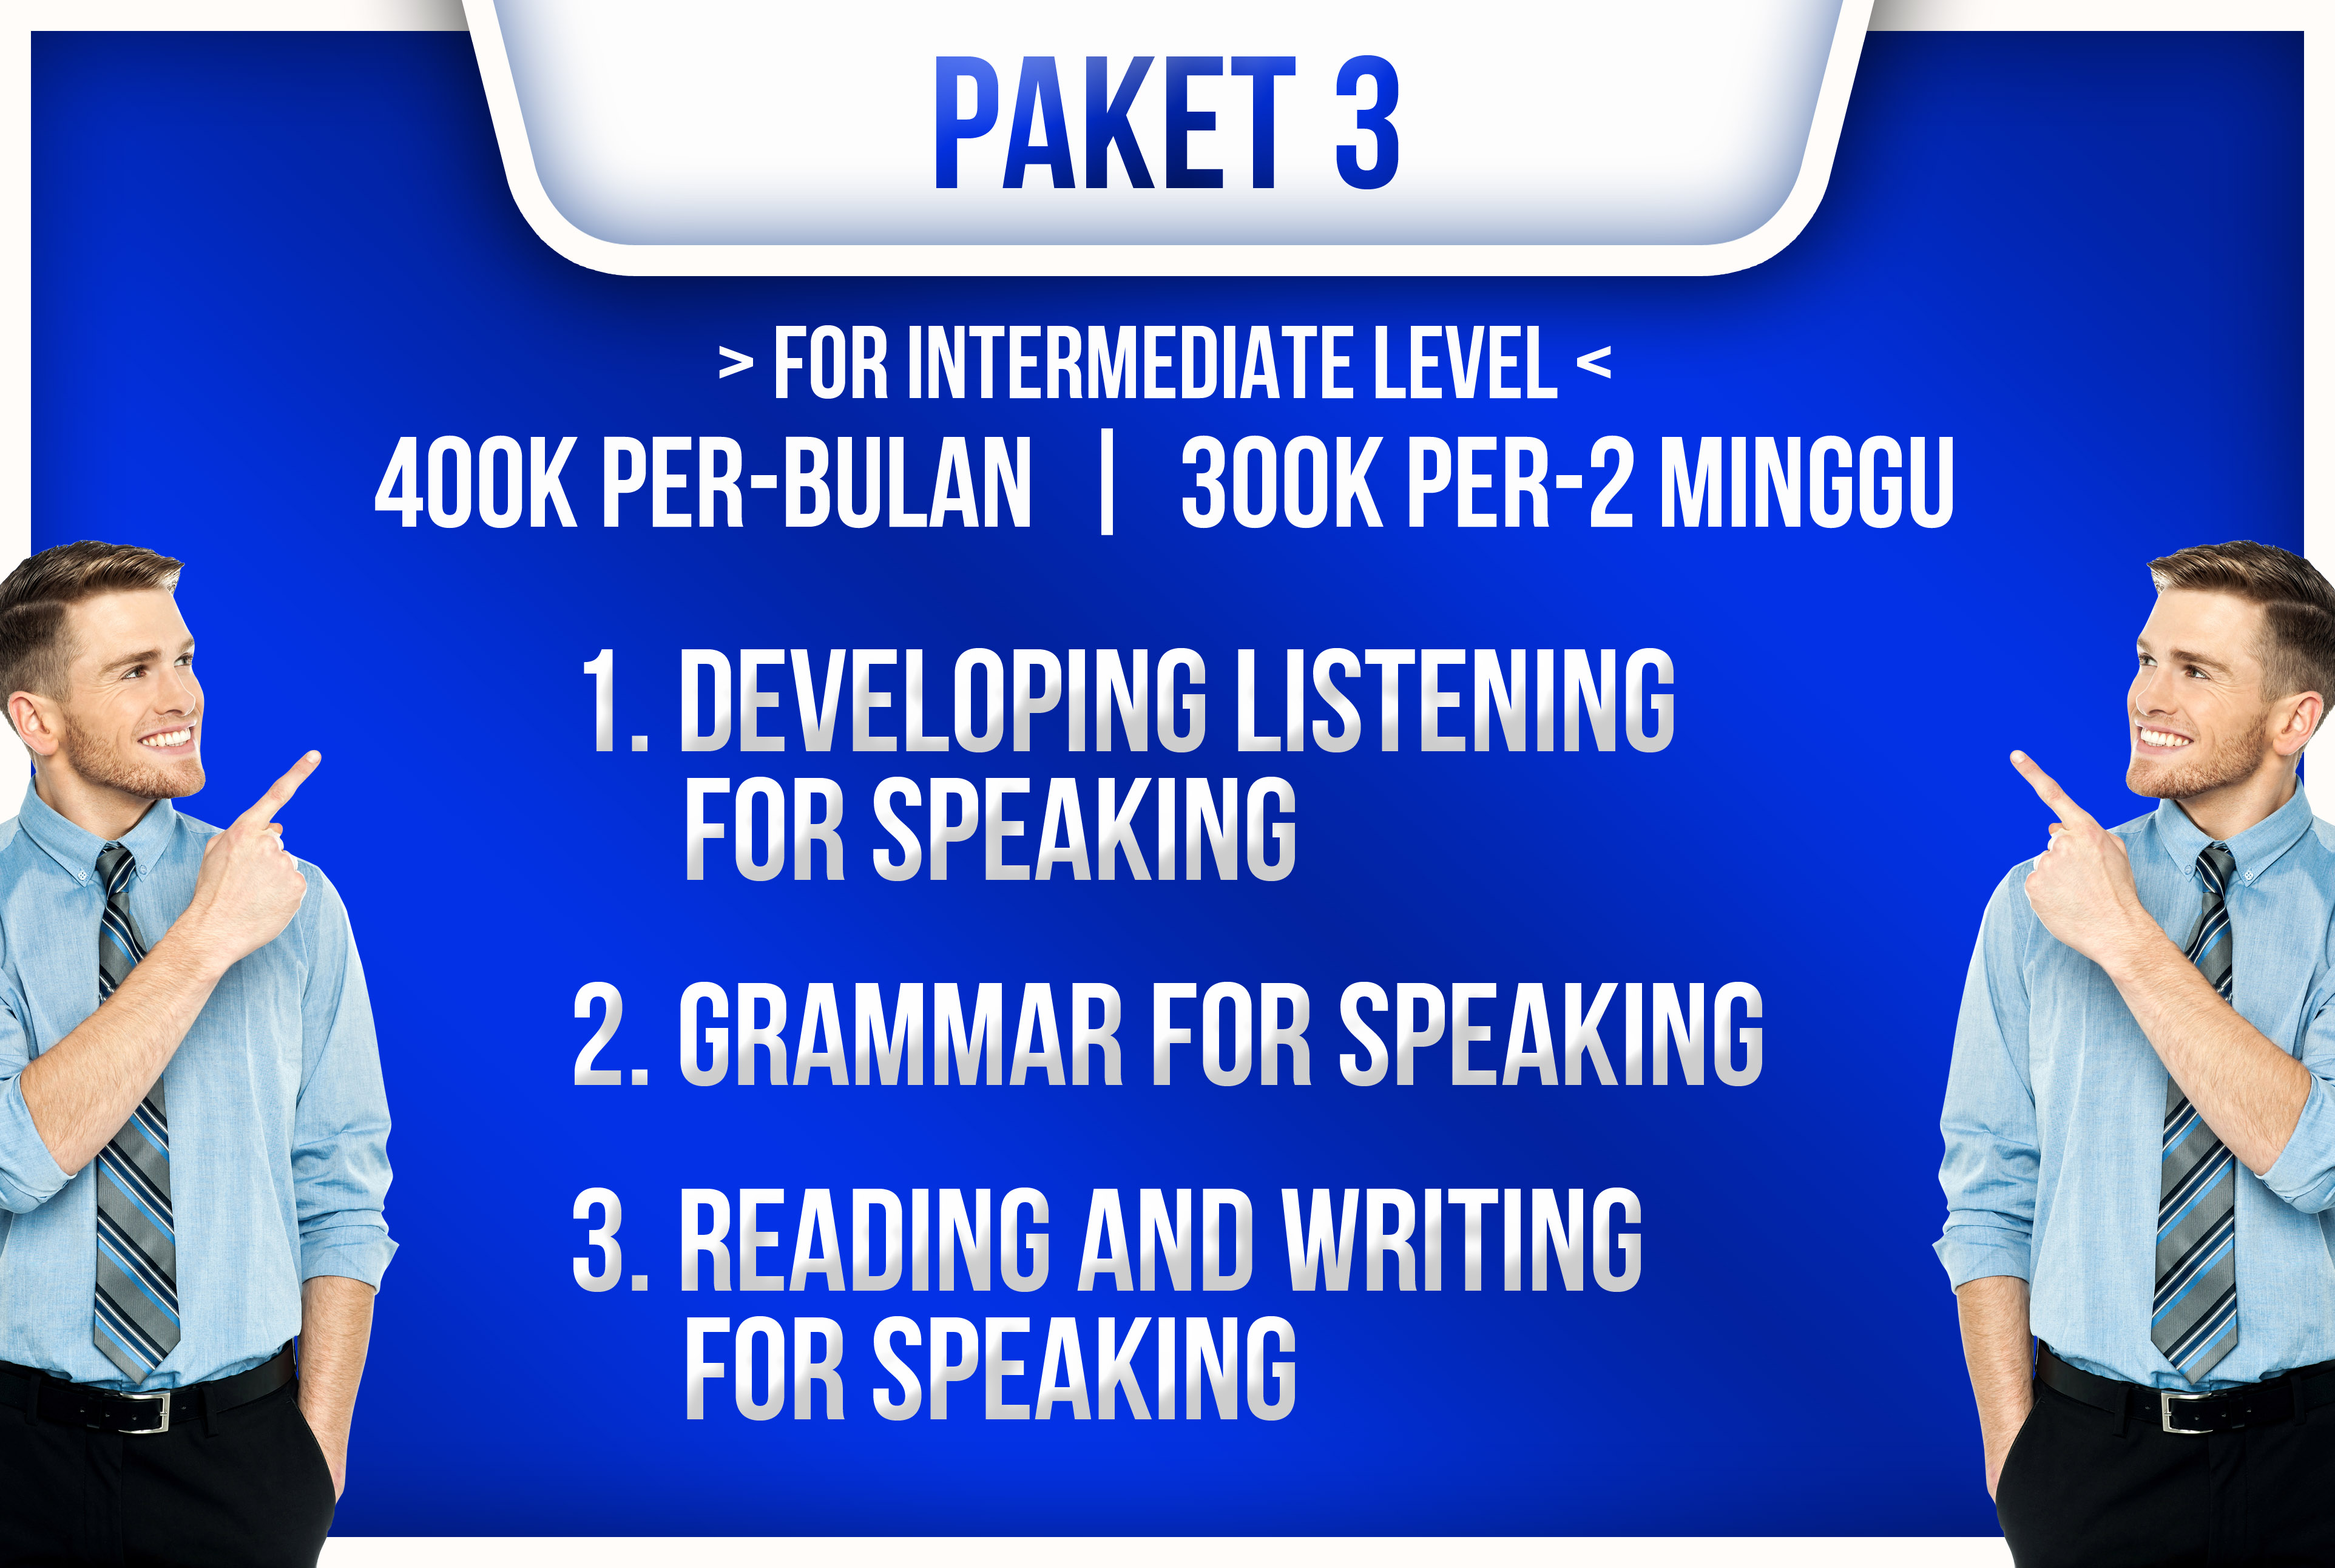 PAKET 3
> FOR INTERMEDIATE LEVEL <
400K PER-BULAN | 300K PER-2 MINGGU
1. DEVELOPING LISTENING
FOR SPEAKING
2. GRAMMAR FOR SPEAKING
3. READING AND WRITING
FOR SPEAKING